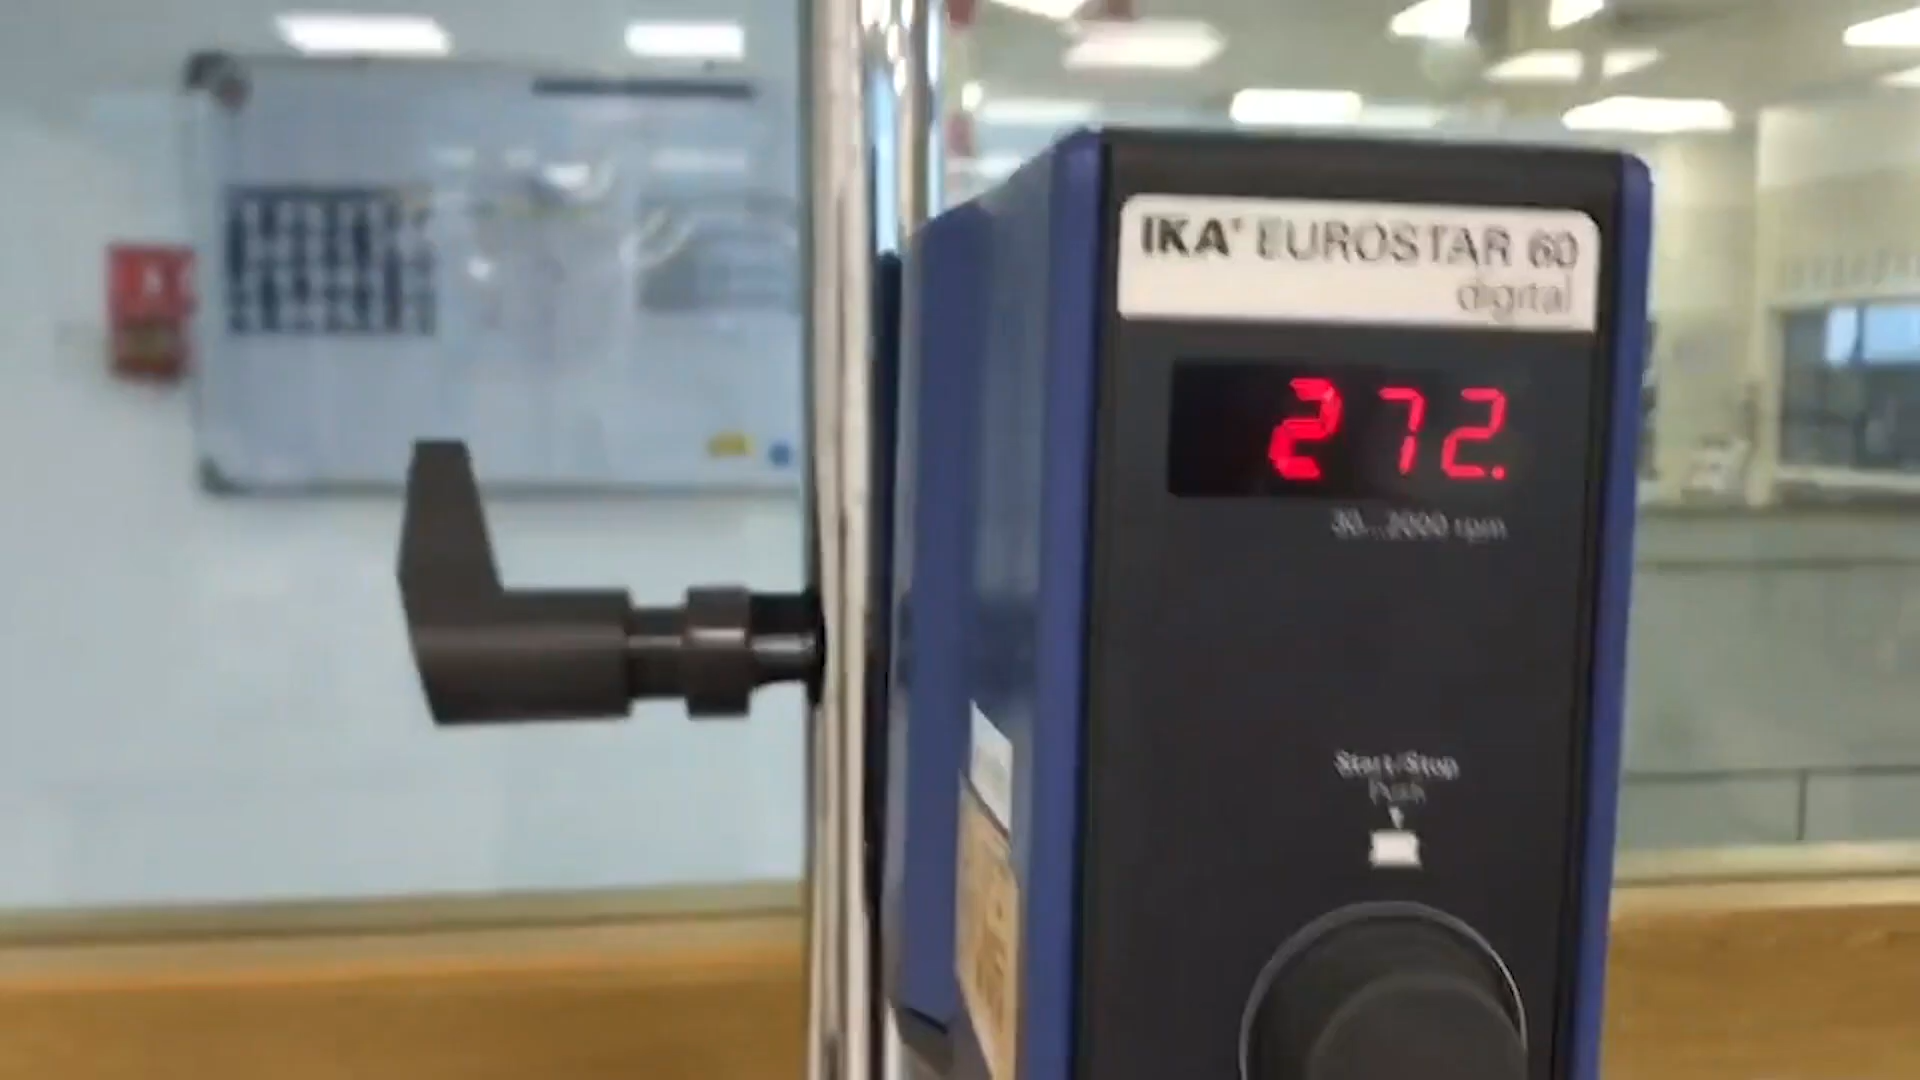 IKA® EUROSTAR 60
digital
272.
30...2000 rpm
Start/Stop
Push